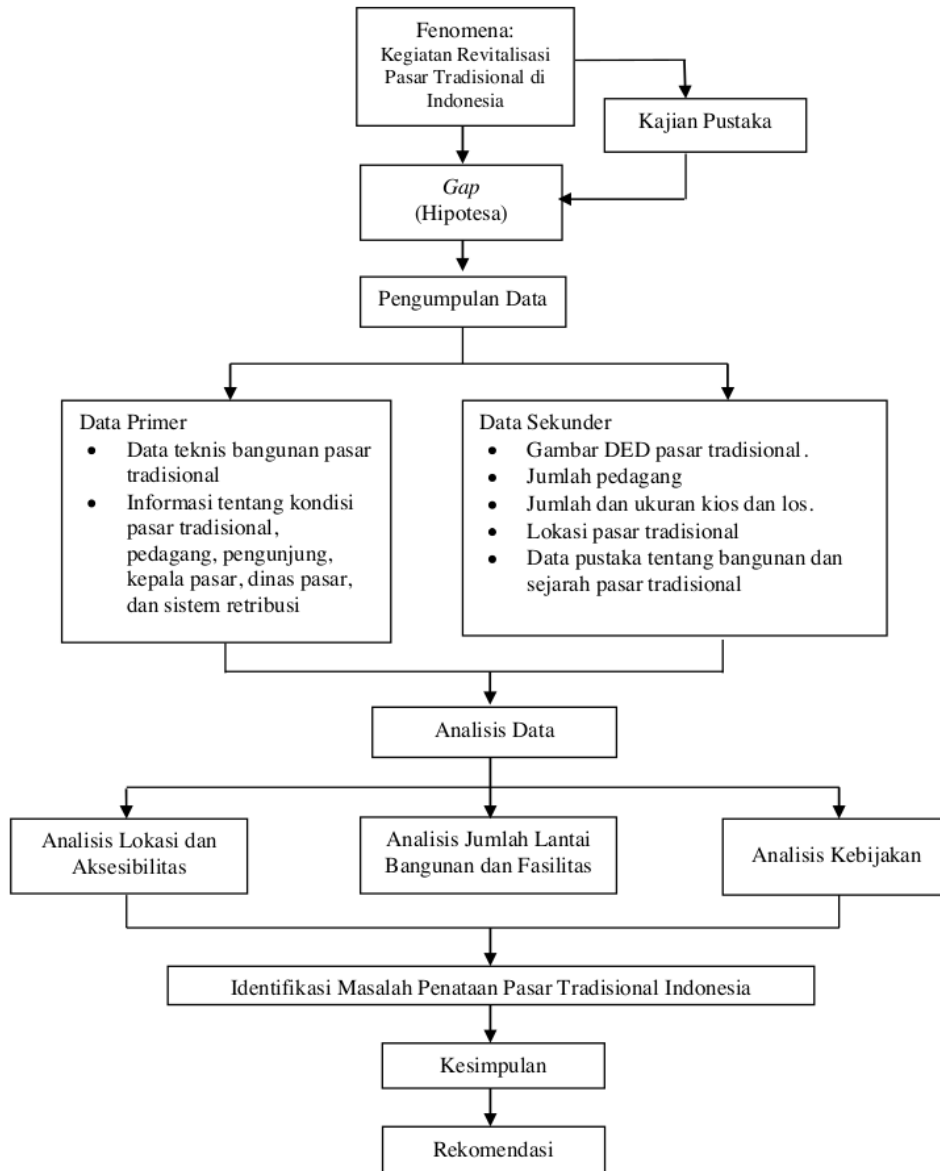 Fenomena:
Kegiatan Revitalisasi
Pasar Tradisional di
Indonesia
Kajian Pustaka
Gap
(Hipotesa)
Pengumpulan Data
Data Primer
• Data teknis bangunan pasar
tradisional
• Informasi tentang kondisi
pasar tradisional,
pedagang, pengunjung,
kepala pasar, dinas pasar,
dan sistem retribusi
Data Sekunder
• Gambar DED pasar tradisional.
• Jumlah pedagang
• Jumlah dan ukuran kios dan los.
• Lokasi pasar tradisional
• Data pustaka tentang bangunan dan
sejarah pasar tradisional
Analisis Data
Analisis Lokasi dan
Aksesibilitas
Analisis Jumlah Lantai
Bangunan dan Fasilitas
Analisis Kebijakan
Identifikasi Masalah Penataan Pasar Tradisional Indonesia
Kesimpulan
Rekomendasi